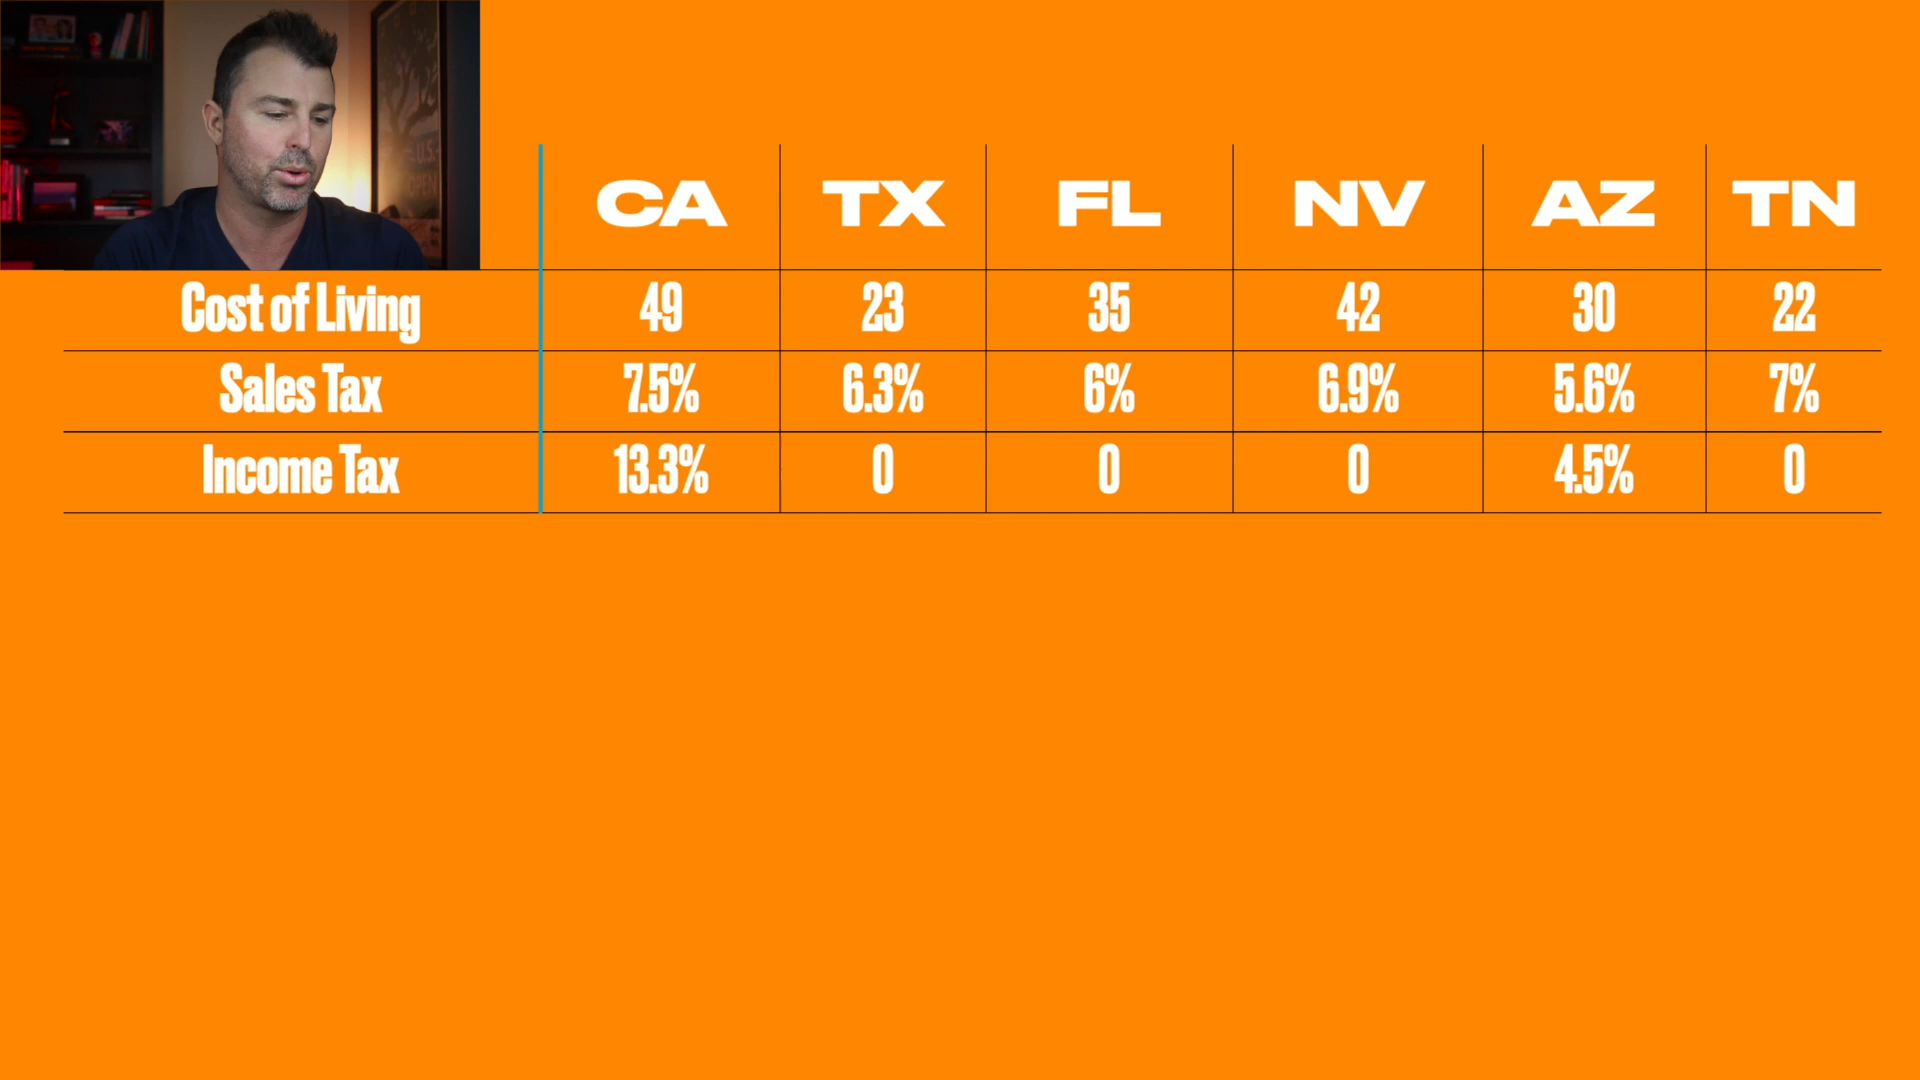 U.S.
OPEN
CA TX FL NV AZ TN
Cost of Living 49 23 35 42 30 22
Sales Tax 7.5% 6.3% 6% 6.9% 5.6% 7%
Income Tax 13.3% 0 0 0 4.5% 0